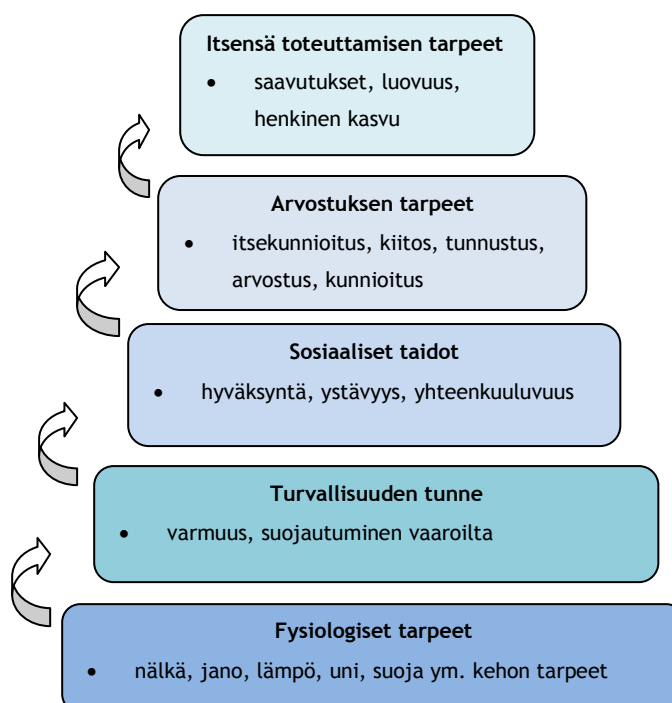 Itsensä toteuttamisen tarpeet
• saavutukset, luovuus,
henkinen kasvu
Arvostuksen tarpeet
• itsekunnioitus, kiitos, tunnustus,
arvostus, kunnioitus
Sosiaaliset taidot
• hyväksyntä, ystävyys, yhteenkuuluvuus
Turvallisuuden tunne
• varmuus, suojautuminen vaaroilta
Fysiologiset tarpeet
• nälkä, jano, lämpö, uni, suoja ym. kehon tarpeet